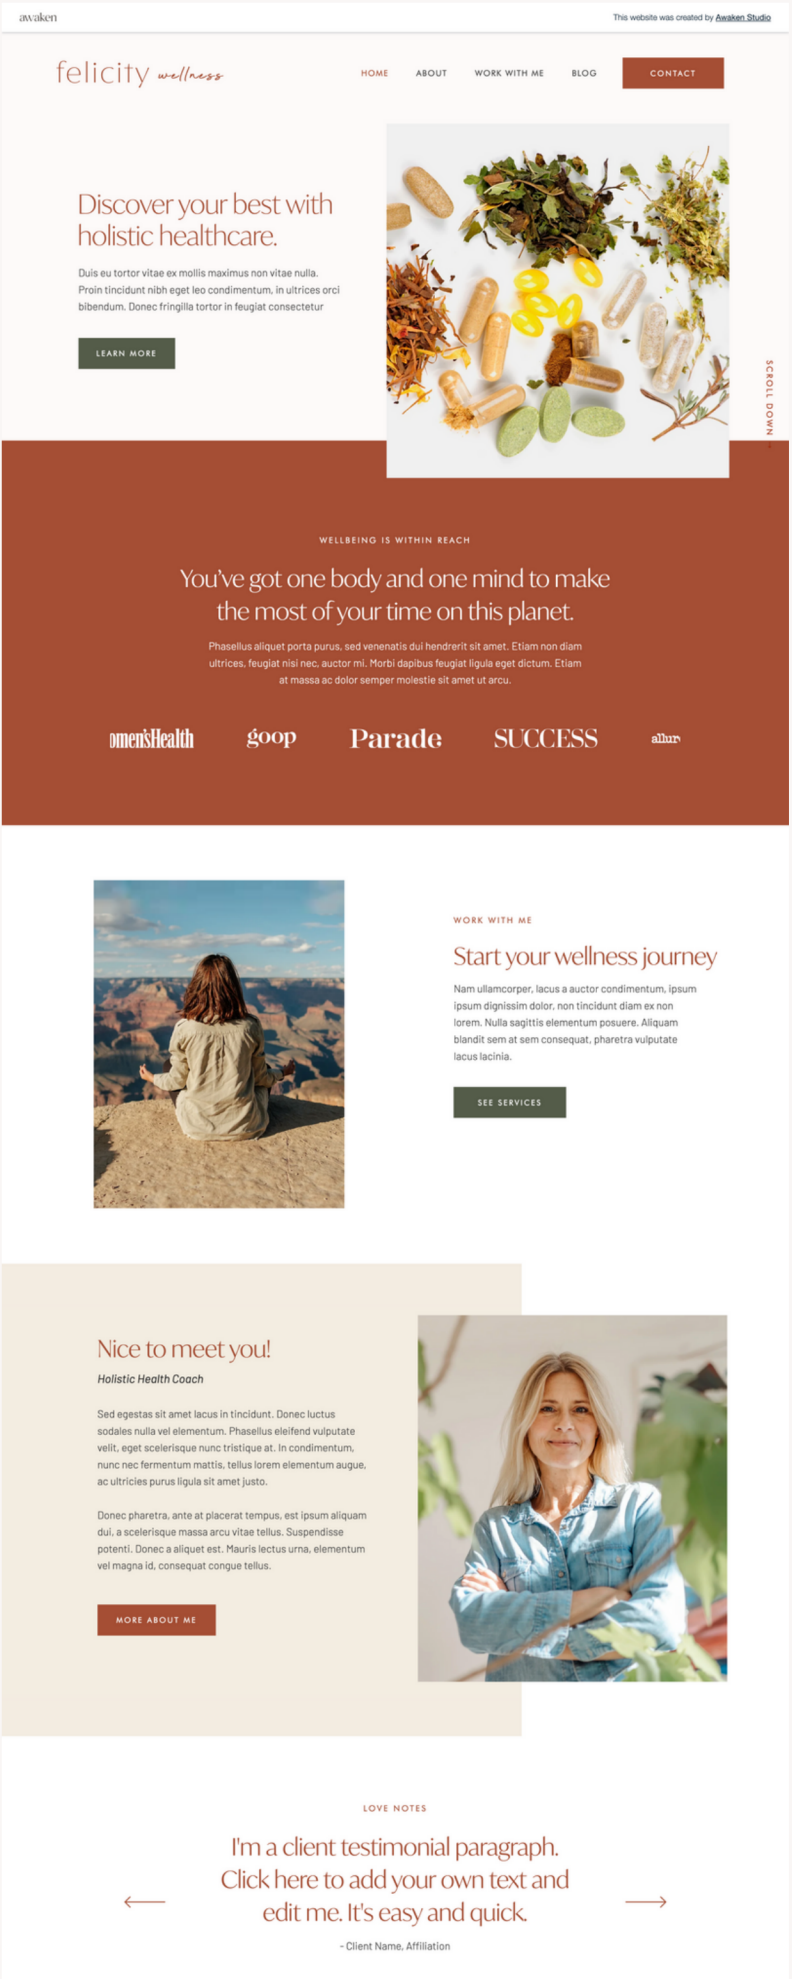 awaken
This website was created by Awaken Studio
felicity wellness
HOME ABOUT WORK WITH ME BLOG CONTACT
Discover your best with
holistic healthcare.
Duis eu tortor vitae ex mollis maximus non vitae nulla.
Proin tincidunt nibh eget leo condimentum, in ultrices orci
bibendum. Donec fringilla tortor in feugiat consectetur
LEARN MORE
SCROLL DOWN
WELLBEING IS WITHIN REACH
You've got one body and one mind to make
the most of your time on this planet.
Phasellus aliquet porta purus, sed venenatis dui hendrerit sit amet. Etiam non diam
ultrices, feugiat nisi nec, auctor mi. Morbi dapibus feugiat ligula eget dictum. Etiam
at massa ac dolor semper molestie sit amet ut arcu.
omen'sHealth goop Parade SUCCESS allur
WORK WITH ME
Start your wellness journey
Nam ullamcorper, lacus a auctor condimentum, ipsum
ipsum dignissim dolor, non tincidunt diam ex non
lorem. Nulla sagittis elementum posuere. Aliquam
blandit sem at sem consequat, pharetra vulputate
lacus lacinia.
SEE SERVICES
Nice to meet you!
Holistic Health Coach
Sed egestas sit amet lacus in tincidunt. Donec luctus
sodales nulla vel elementum. Phasellus eleifend vulputate
velit, eget scelerisque nunc tristique at. In condimentum,
nunc nec fermentum mattis, tellus lorem elementum augue,
ac ultricies purus ligula sit amet justo.
Donec pharetra, ante at placerat tempus, est ipsum aliquam
dui, a scelerisque massa arcu vitae tellus. Suspendisse
potenti. Donec a aliquet est. Mauris lectus urna, elementum
vel magna id, consequat congue tellus.
MORE ABOUT ME
LOVE NOTES
I'm a client testimonial paragraph.
Click here to add your own text and
edit me. It's easy and quick.
- Client Name, Affiliation